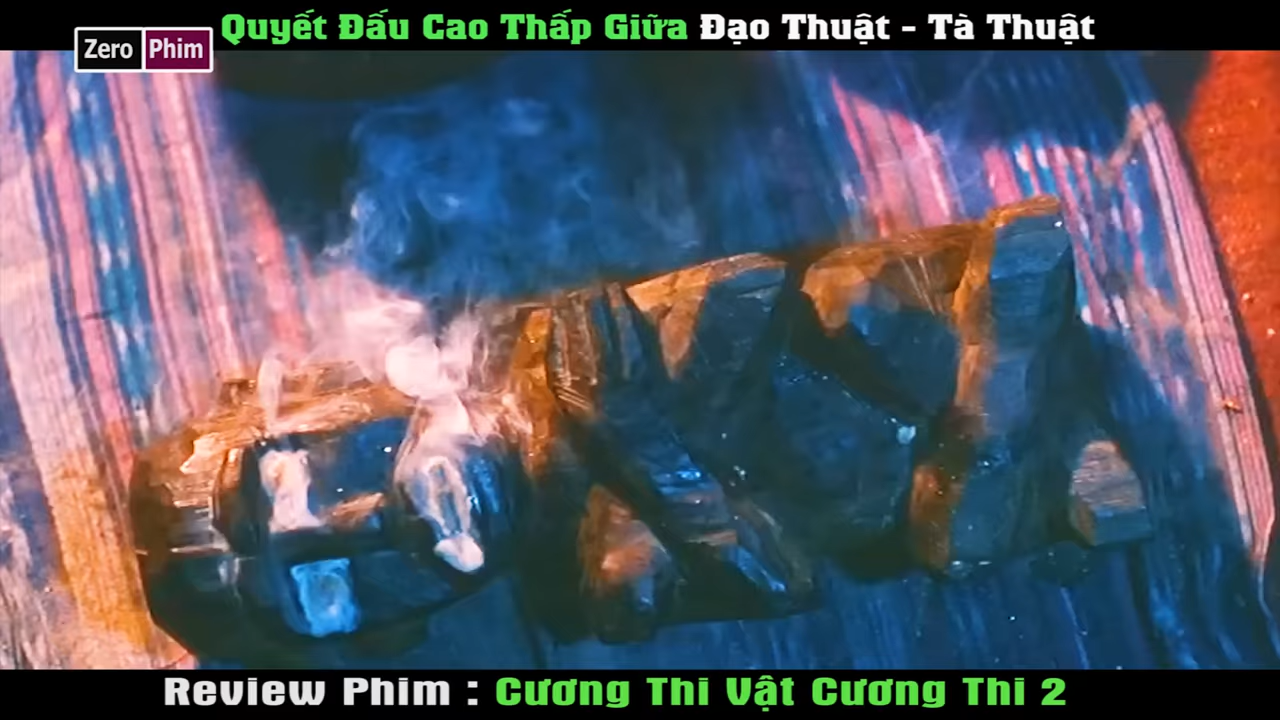 Quyết Đấu Cao Thấp Giữa Đạo Thuật - Tà Thuật
Zero Phim
Review Phim : Cương Thi Vật Cương Thi 2